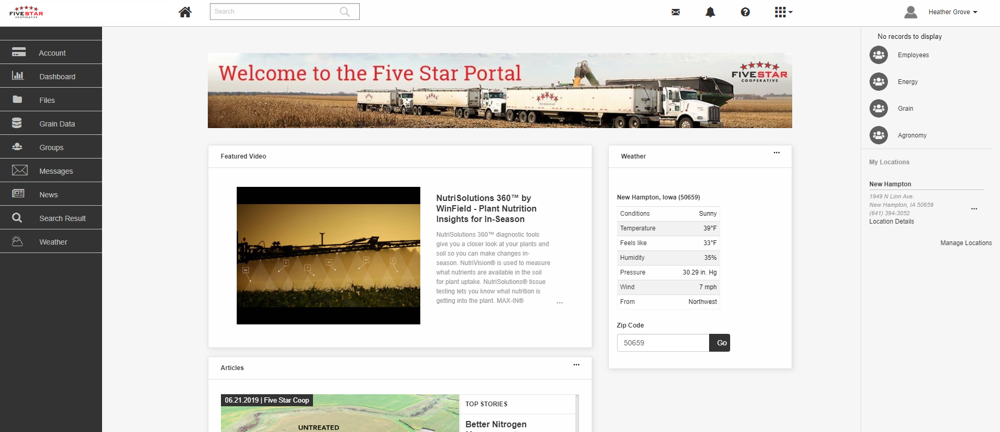 FIVESTAR
COOPERATIVE
Search
Heather Grove
Account
Dashboard
Files
Grain Data
Groups
Messages
News
Search Result
Weather
Welcome to the Five Star Portal
FIVESTAR
COOPERATIVE
Featured Video
NutriSolutions 360™ by
WinField - Plant Nutrition
Insights for In-Season
NutriSolutions 360™ diagnostic tools
give you a closer look at your plants and
soil so you can make changes in-
season. NutriVision® is used to measure
what nutrients are available in the soil
for plant uptake. NutriSolutions® tissue
testing lets you know what nutrition is
getting into the plant. MAX-IN®
...
Articles
...
06.21.2019 | Five Star Coop
UNTREATED
TOP STORIES
Better Nitrogen
Weather
...
New Hampton, Iowa (50659)
Conditions Sunny
Temperature 39°F
Feels like 33°F
Humidity 35%
Pressure 30.29 in. Hg
Wind 7 mph
From Northwest
Zip Code
50659 Go
No records to display
Employees
Energy
Grain
Agronomy
My Locations
New Hampton
1949 N Linn Ave.
New Hampton, IA 50659
(641) 394-3052
...
Location Details
Manage Locations